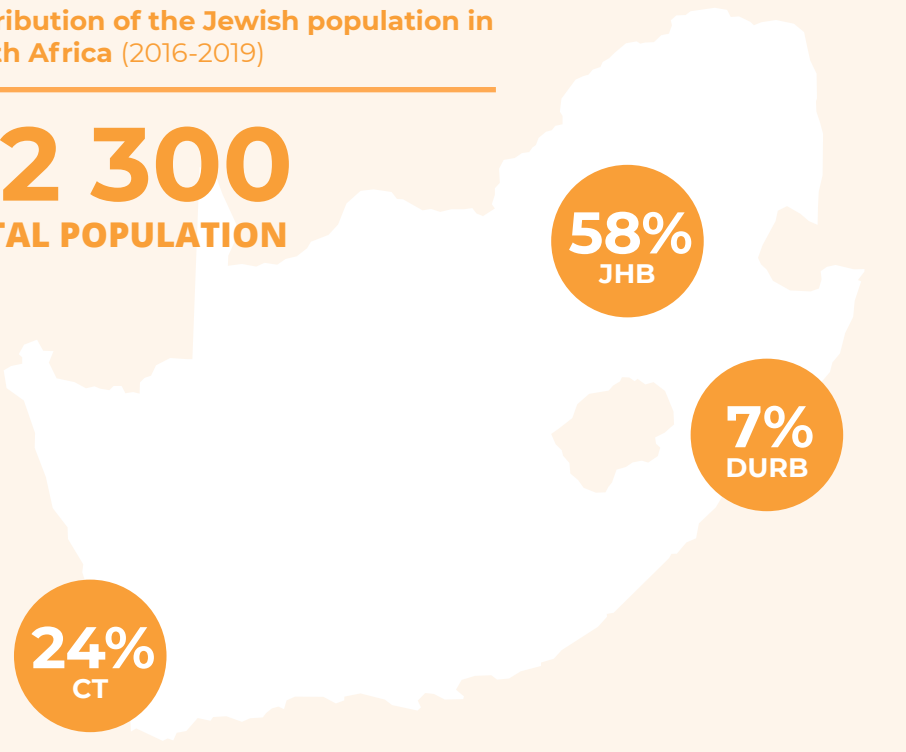 ribution of the Jewish population in
th Africa (2016-2019)
2 300
TAL POPULATION
58%
JHB
7%
DURB
24%
CT